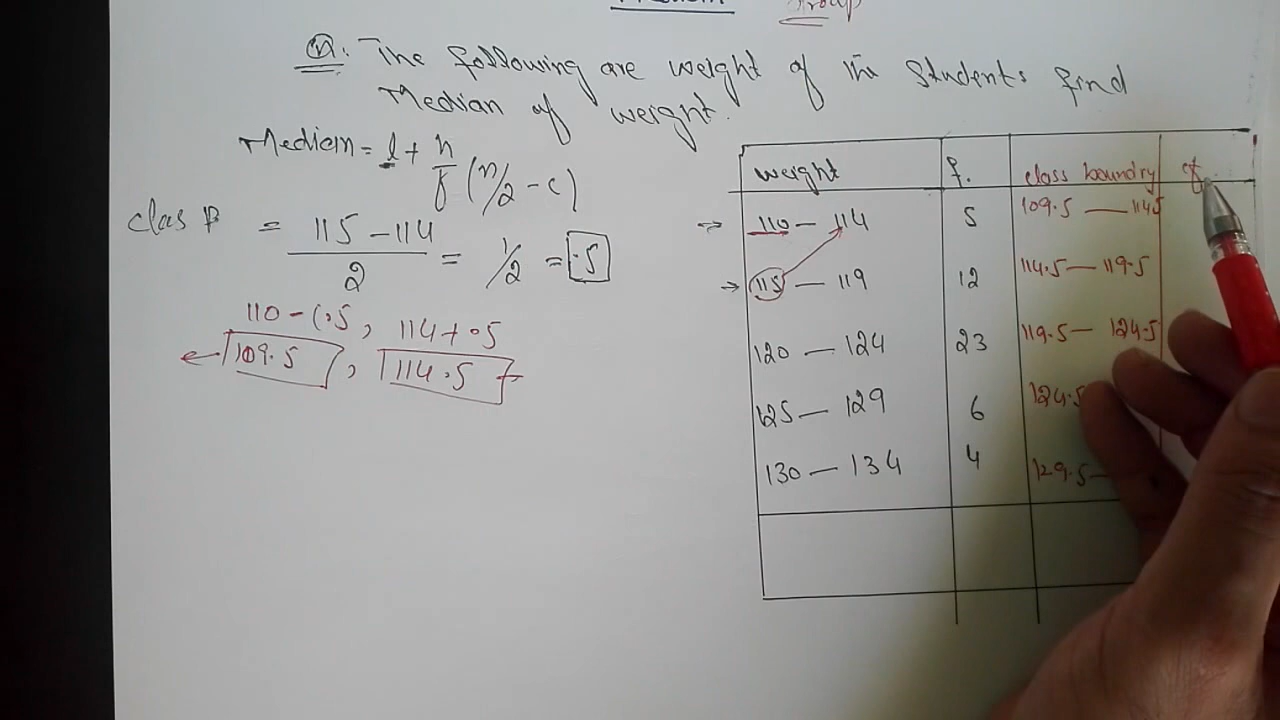 Group
Q. The following are weight of the students find
Median of weight.
Median = l + h/f (n/2 - c)
clas B = 115 - 114 / 2 = 1/2 = .5
110 - (.5, 114 + .5
109.5, 114.5
weight f. class boundry
110 - 114 5 109.5 — 114.5
115 — 119 12 114.5 — 119.5
120 — 124 23 119.5 — 124.5
125 — 129 6 124.5
130 — 134 4 129.5 —